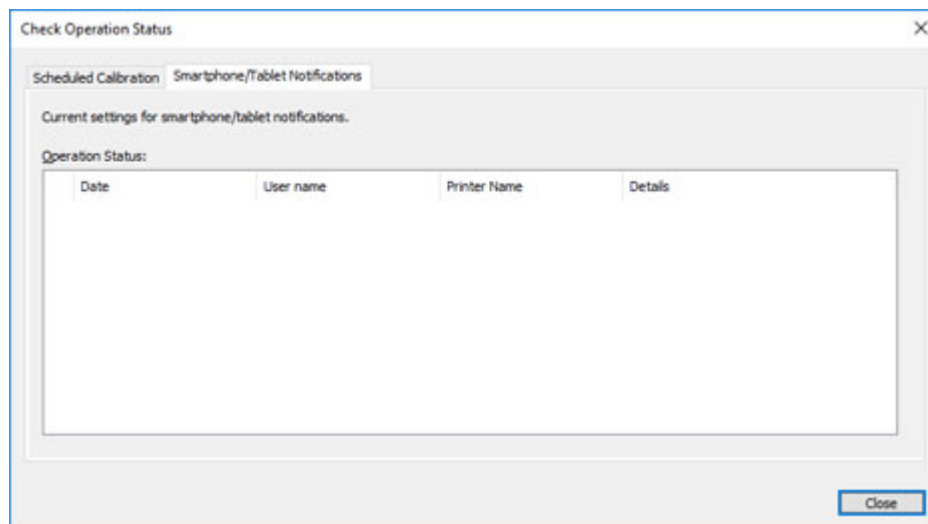 Check Operation Status
Scheduled Calibration Smartphone/Tablet Notifications
Current settings for smartphone/tablet notifications.
Operation Status:
Date User name Printer Name Details
Close